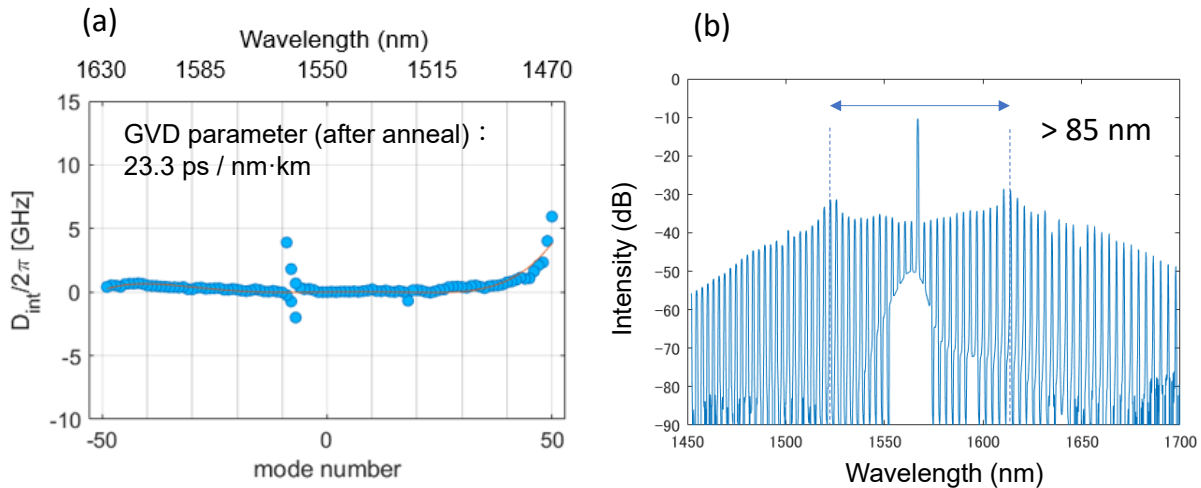 (a)
Wavelength (nm)
1630 1585 1550 1515 1470
15
10
5
0
-5
-10
D_int/2π [GHz]
GVD parameter (after anneal)：
23.3 ps / nm·km
-50 0 50
mode number
(b)
0
−10
−20
−30
−40
−50
−60
−70
−80
−90
Intensity (dB)
> 85 nm
1450 1500 1550 1600 1650 1700
Wavelength (nm)